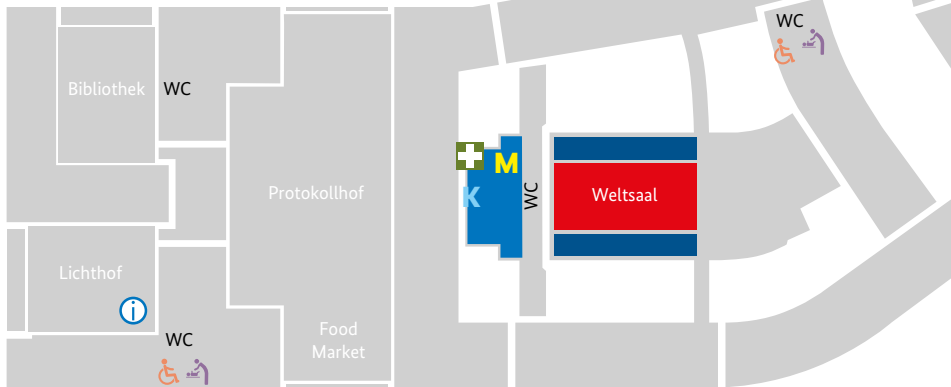 WC
Bibliothek
WC
M
K
WC
Protokollhof
Weltsaal
Lichthof
i
Food
Market
WC